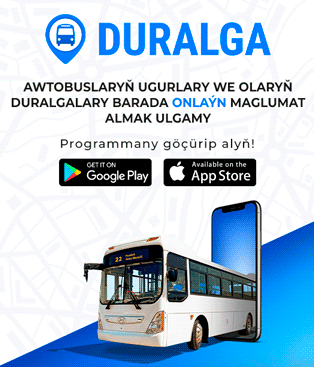 DURALGA
AWTOBUSLARYŇ UGURLARY WE OLARYŇ
DURALGALARY BARADA ONLAÝN MAGLUMAT
ALMAK ULGAMY
Programmany göçürip alyň!
GET IT ON
Google Play
Available on the
App Store
22